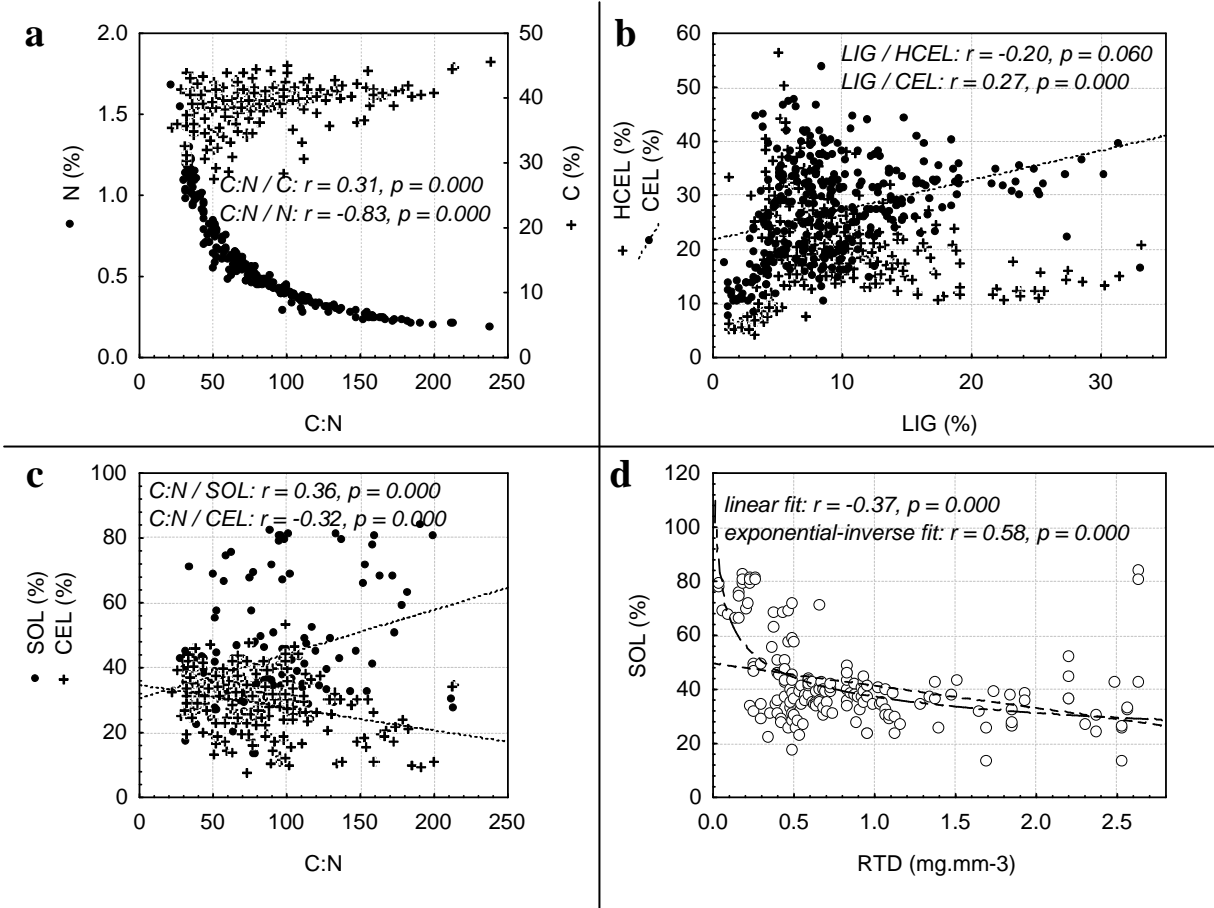 a
2.0
1.5
1.0
0.5
0.0
N (%)
50
40
30
20
10
0
C (%)
C:N / C: r = 0.31, p = 0.000
C:N / N: r = -0.83, p = 0.000
0 50 100 150 200 250
C:N
b
60
50
40
30
20
10
0
HCEL (%)
CEL (%)
LIG / HCEL: r = -0.20, p = 0.060
LIG / CEL: r = 0.27, p = 0.000
0 10 20 30
LIG (%)
c
100
80
60
40
20
0
SOL (%)
CEL (%)
C:N / SOL: r = 0.36, p = 0.000
C:N / CEL: r = -0.32, p = 0.000
0 50 100 150 200 250
C:N
d
120
100
80
60
40
20
0
SOL (%)
linear fit: r = -0.37, p = 0.000
exponential-inverse fit: r = 0.58, p = 0.000
0.0 0.5 1.0 1.5 2.0 2.5
RTD (mg.mm-3)